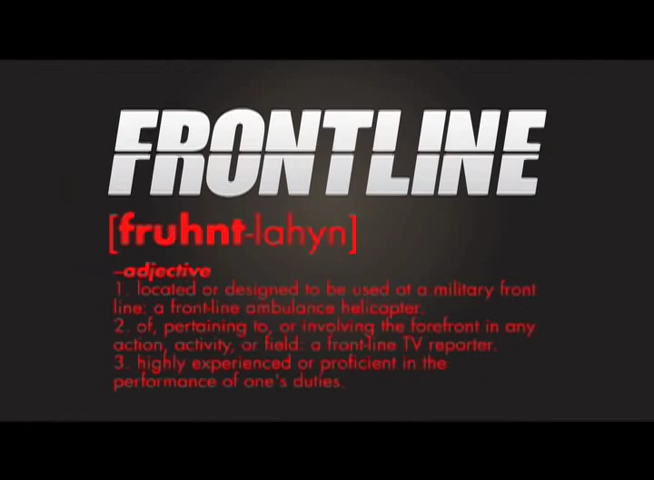 FRONTLINE
[fruhnt-lahyn]
–adjective
1. located or designed to be used at a military front
line: a front-line ambulance helicopter.
2. of, pertaining to, or involving the forefront in any
action, activity, or field: a front-line TV reporter.
3. highly experienced or proficient in the
performance of one's duties.